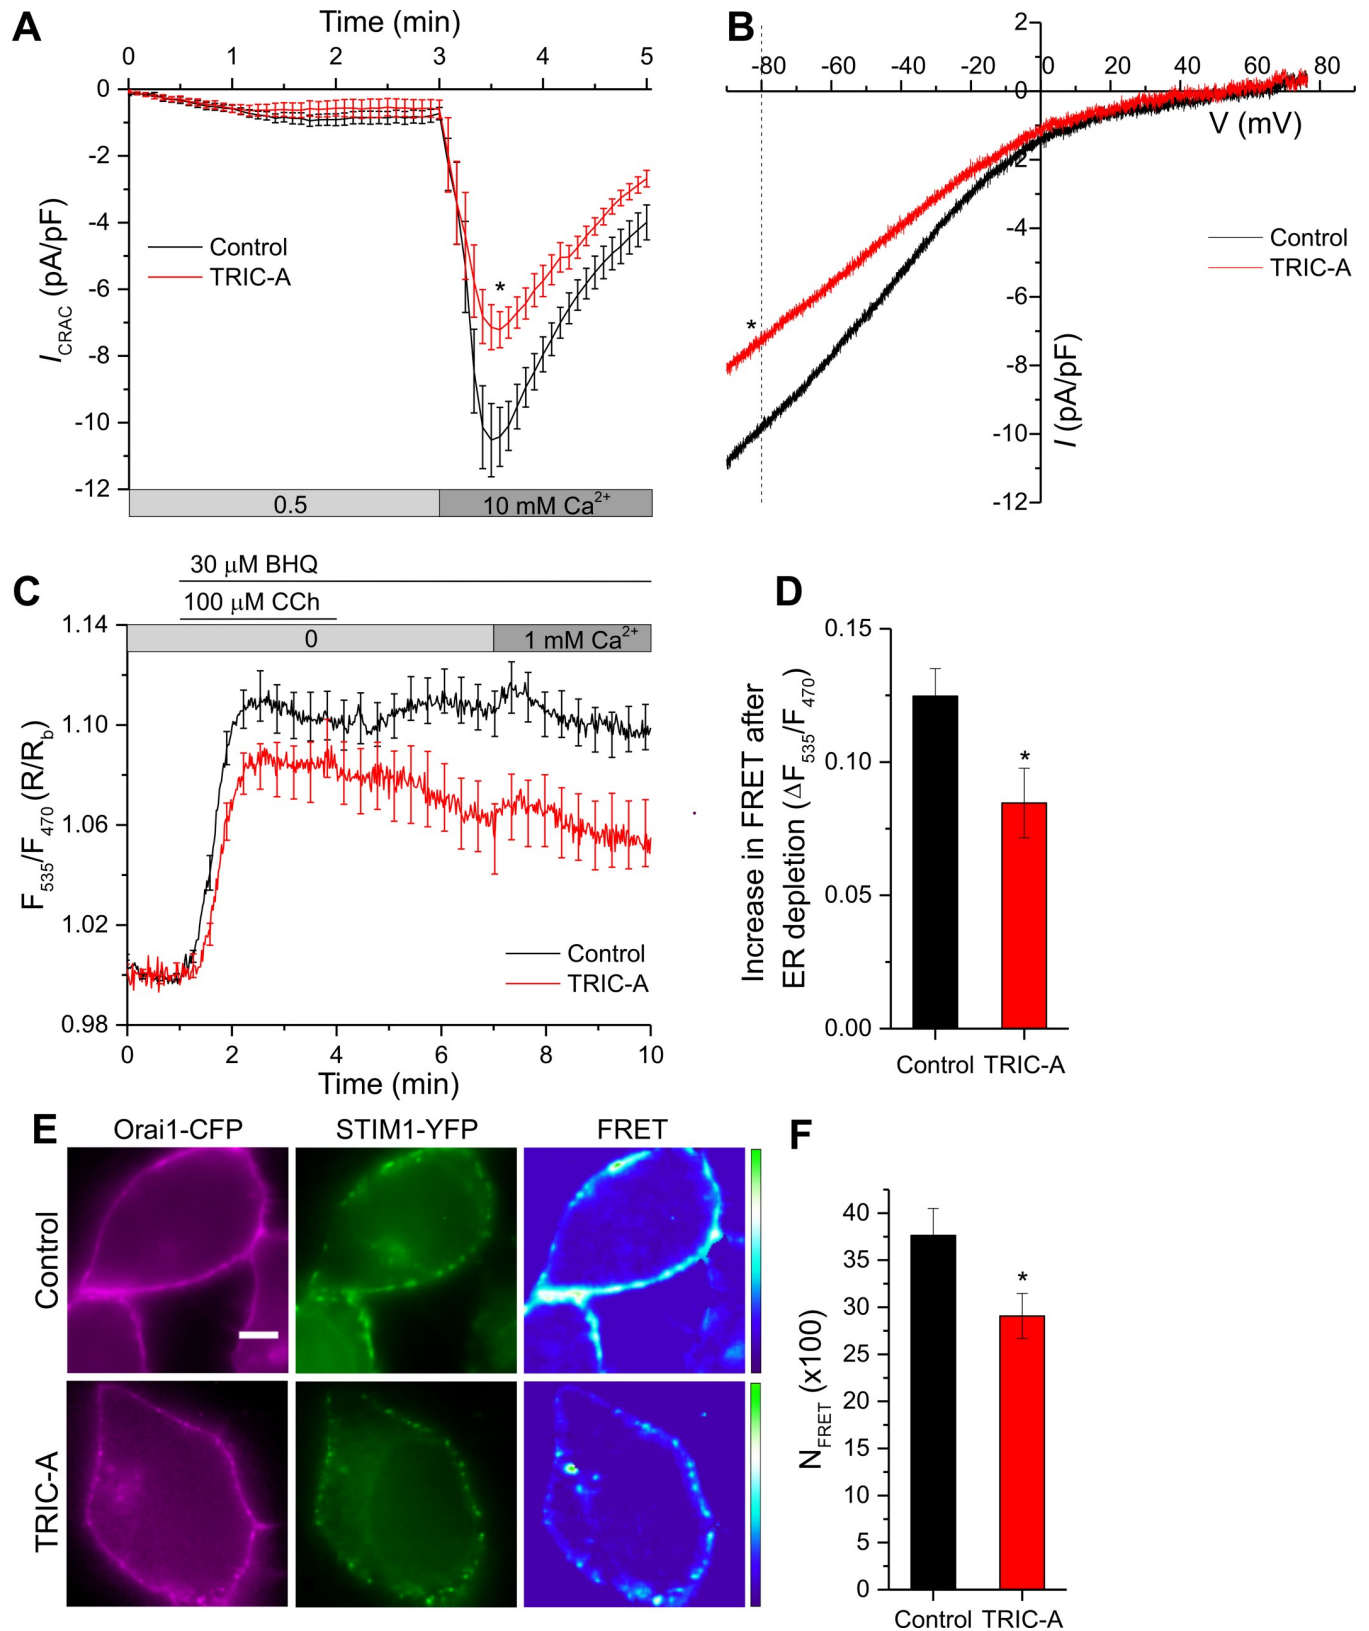 A
Time (min)
0 1 2 3 4 5
0
-2
-4
-6
-8
-10
-12
I CRAC (pA/pF)
Control
TRIC-A
*
0.5
10 mM Ca2+
B
2
-80 -60 -40 -20 0 20 40 60 80
0
V (mV)
-2
-4
-6
-8
-10
-12
I (pA/pF)
Control
TRIC-A
*
C
30 μM BHQ
100 μM CCh
0
1 mM Ca2+
1.14
1.10
1.06
1.02
0.98
F535/F470 (R/Rb)
Control
TRIC-A
0 2 4 6 8 10
Time (min)
D
0.15
0.10
0.05
0.00
Increase in FRET after
ER depletion (ΔF535/F470)
*
Control TRIC-A
E
Orai1-CFP STIM1-YFP FRET
Control
TRIC-A
F
40
35
30
25
20
15
10
5
0
NFRET (x100)
*
Control TRIC-A